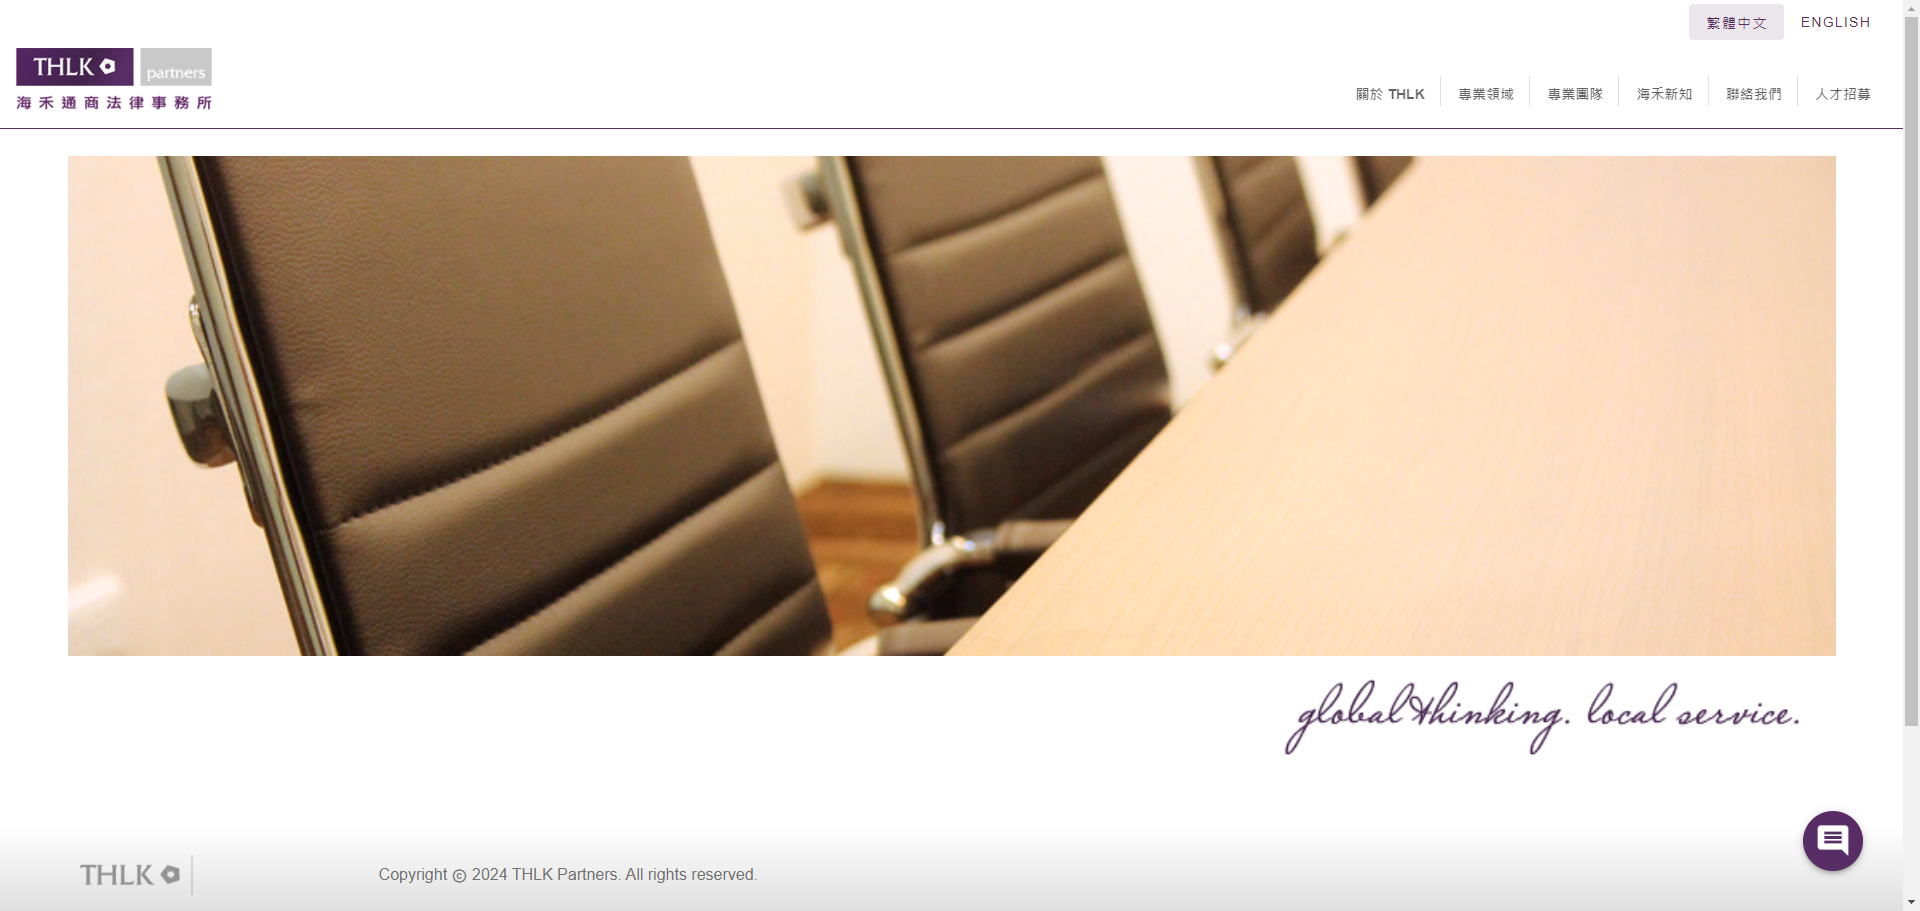 繁體中文 ENGLISH
THLK partners
海禾通商法律事務所
關於 THLK 專業領域 專業團隊 海禾新知 聯絡我們 人才招募
global thinking. local service.
THLK
Copyright © 2024 THLK Partners. All rights reserved.